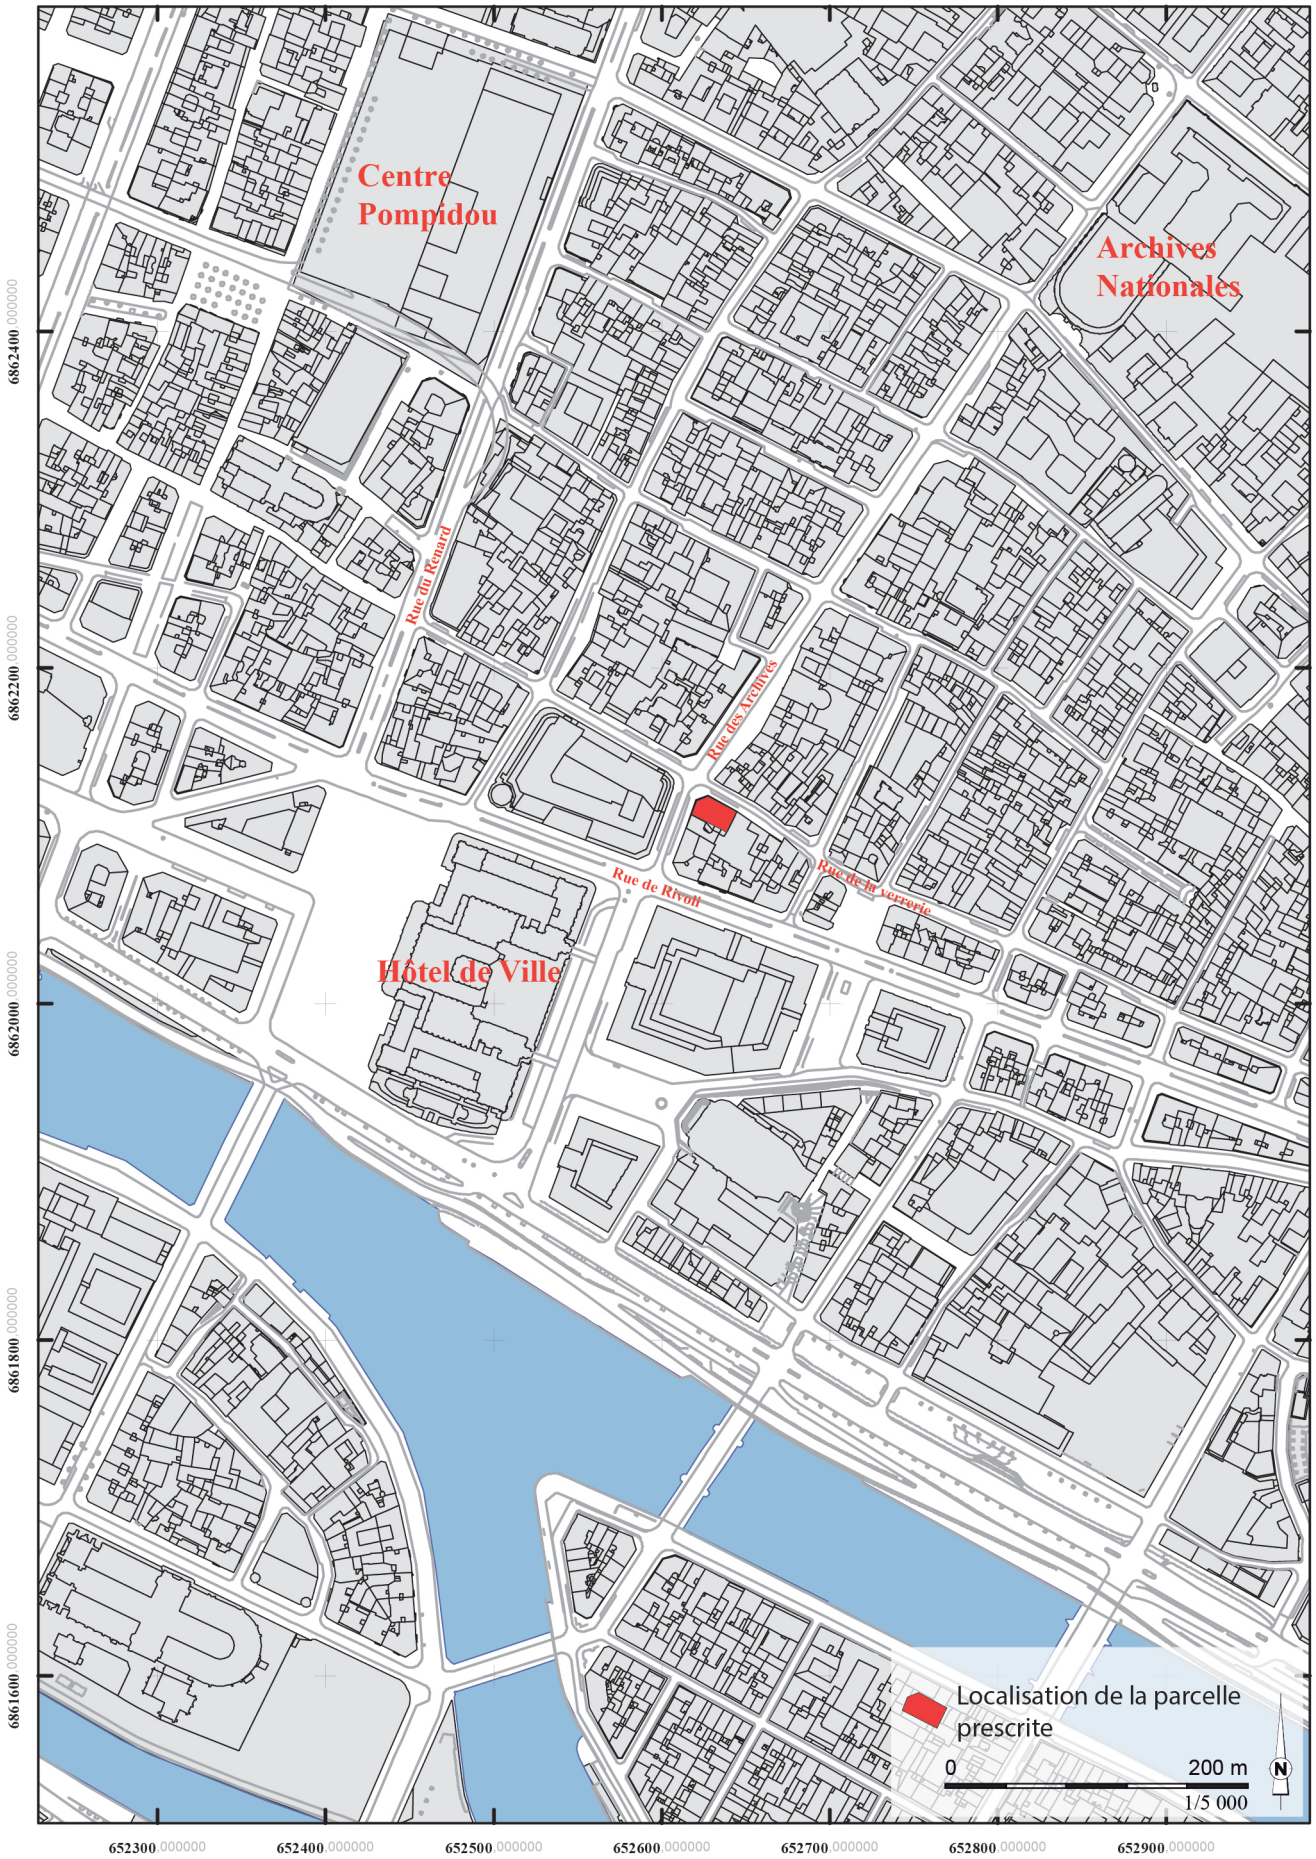 Centre
Pompidou
Archives
Nationales
6862400.000000
Rue du Renard
6862200.000000
Rue des Archives
Rue de Rivoli
Rue de la verrerie
Hôtel de Ville
6862000.000000
6861800.000000
6861600.000000
Localisation de la parcelle
prescrite
0 200 m
1/5 000
N
652300.000000 652400.000000 652500.000000 652600.000000 652700.000000 652800.000000 652900.000000